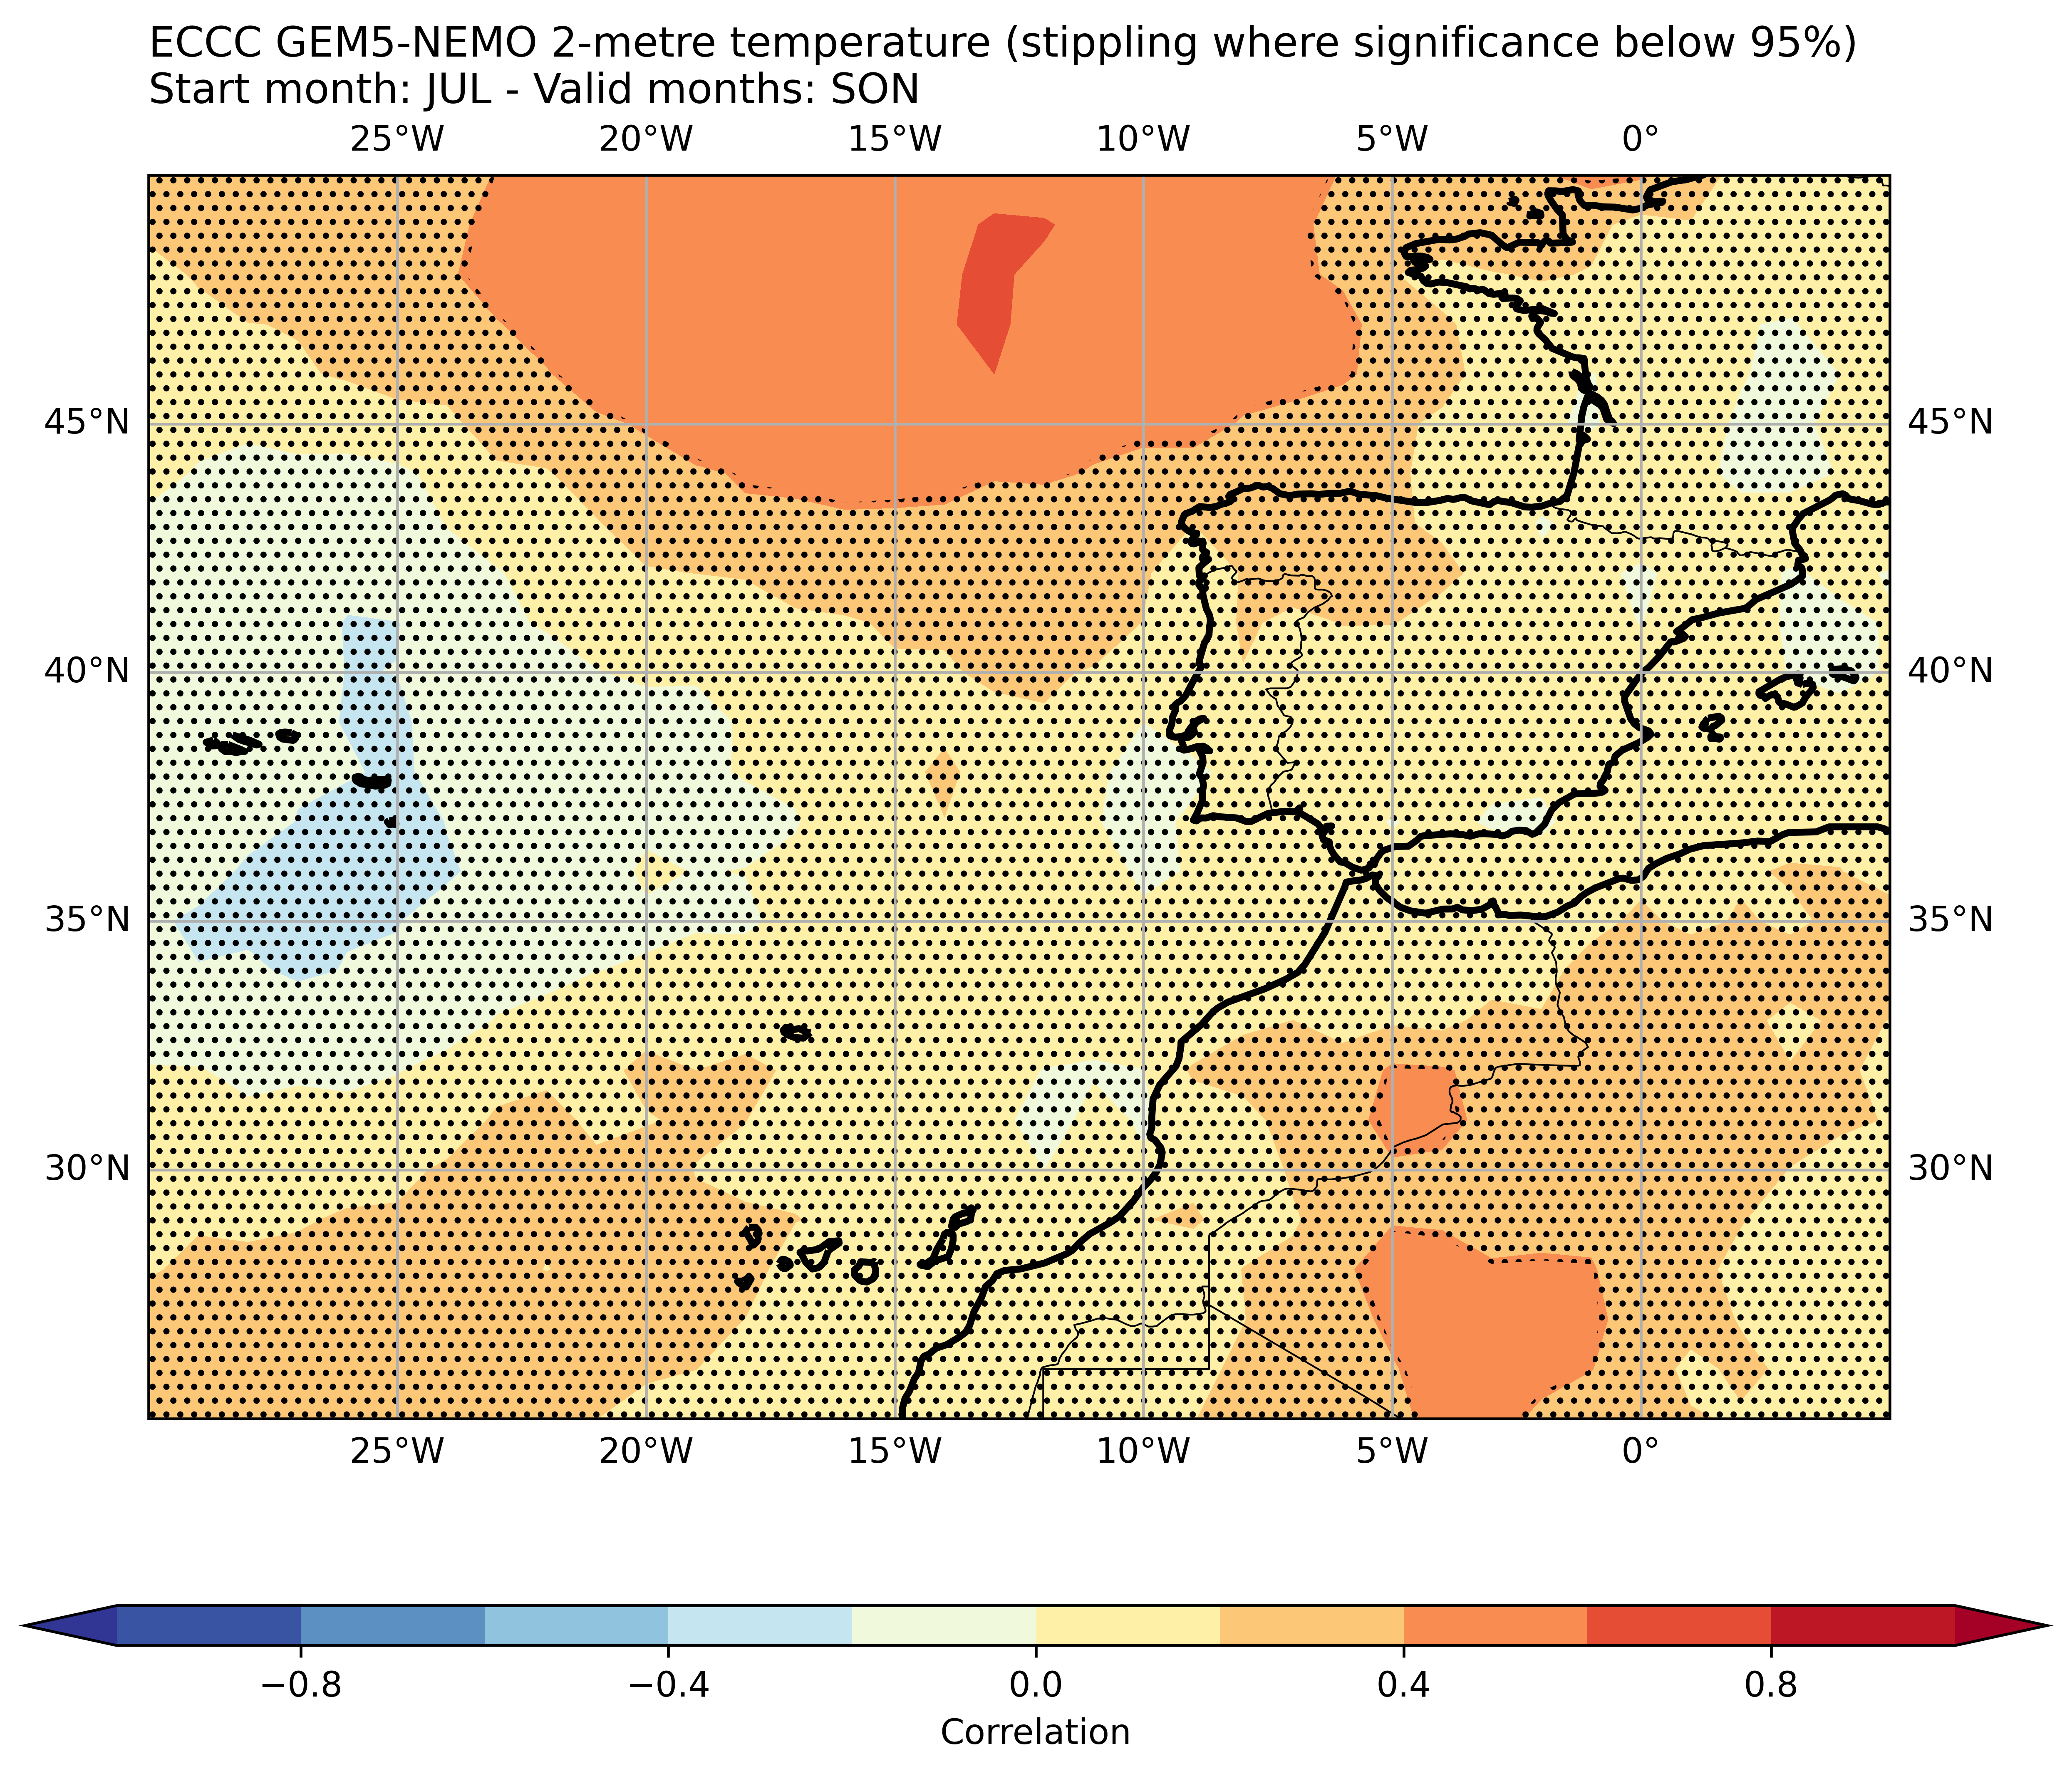 ECCC GEM5-NEMO 2-metre temperature (stippling where significance below 95%)
Start month: JUL - Valid months: SON
25°W 20°W 15°W 10°W 5°W 0°
45°N 45°N
40°N 40°N
35°N 35°N
30°N 30°N
25°W 20°W 15°W 10°W 5°W 0°
−0.8 −0.4 0.0 0.4 0.8
Correlation